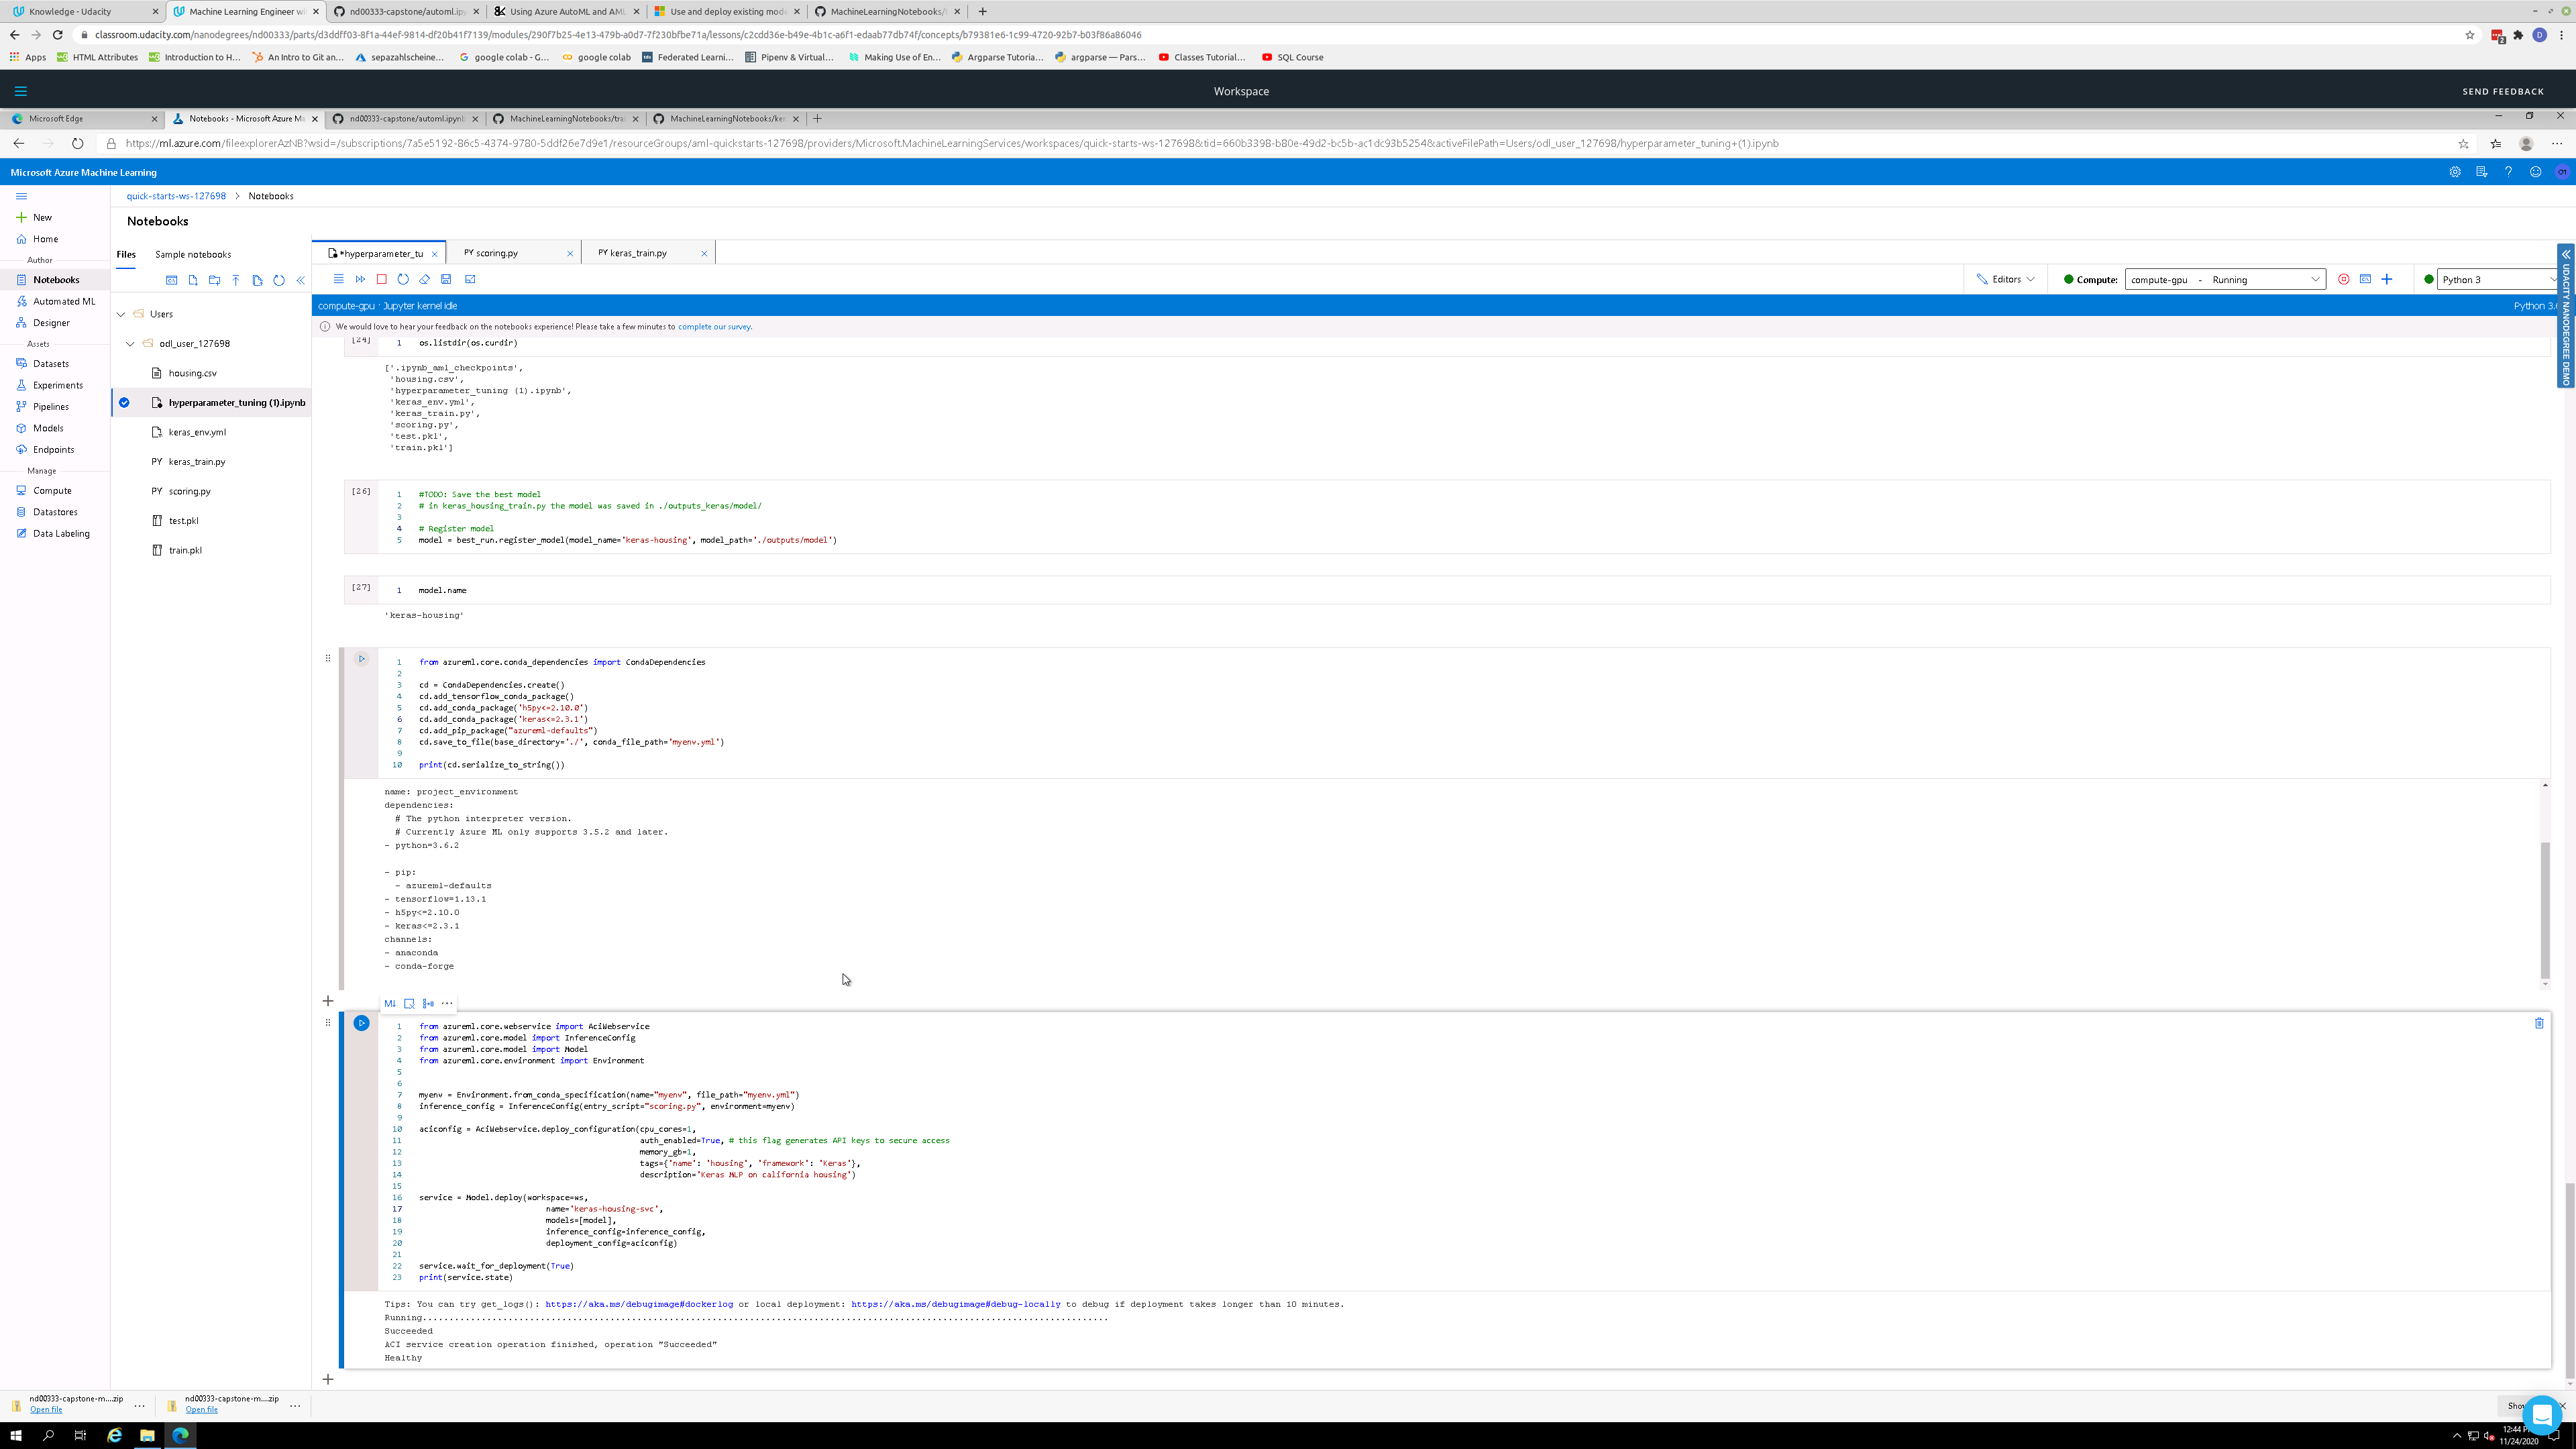 Knowledge - Udacity
Machine Learning Engineer wi
nd00333-capstone/automl.ipy
Using Azure AutoML and AML
Use and deploy existing mode
MachineLearningNotebooks/
classroom.udacity.com/nanodegrees/nd00333/parts/d3ddff03-8f1a-44ef-9814-df20b41f7139/modules/290f7b25-4e13-479b-a0d7-7f230bfbe71a/lessons/c2cdd36e-b49e-4b1c-a6f1-edaab77db74f/concepts/b79381e6-1c99-4720-92b7-b03f86a86046
Apps
HTML Attributes
Introduction to H...
An Intro to Git an...
sepazahlscheine...
google colab - G...
google colab
Federated Learni...
Pipenv & Virtual...
Making Use of En...
Argparse Tutoria...
argparse — Pars...
Classes Tutorial...
SQL Course
Workspace
SEND FEEDBACK
Microsoft Edge
Notebooks - Microsoft Azure Ma
nd00333-capstone/automl.ipynb
MachineLearningNotebooks/trai
MachineLearningNotebooks/ker
https://ml.azure.com/fileexplorerAzNB?wsid=/subscriptions/7a5e5192-86c5-4374-9780-5ddf26e7d9e1/resourceGroups/aml-quickstarts-127698/providers/Microsoft.MachineLearningServices/workspaces/quick-starts-ws-127698&tid=660b3398-b80e-49d2-bc5b-ac1dc93b5254&activeFilePath=Users/odl_user_127698/hyperparameter_tuning+(1).ipynb
Microsoft Azure Machine Learning
quick-starts-ws-127698 > Notebooks
Notebooks
New
Home
Author
Notebooks
Automated ML
Designer
Assets
Datasets
Experiments
Pipelines
Models
Endpoints
Manage
Compute
Datastores
Data Labeling
Files
Sample notebooks
Users
odl_user_127698
housing.csv
hyperparameter_tuning (1).ipynb
keras_env.yml
PY keras_train.py
PY scoring.py
test.pkl
train.pkl
*hyperparameter_tu
PY scoring.py
PY keras_train.py
Editors
Compute:
compute-gpu - Running
Python 3
compute-gpu · Jupyter kernel idle
Python 3.6
UDACITY NANODEGREE DEMO
We would love to hear your feedback on the notebooks experience! Please take a few minutes to complete our survey.
[24]
1 os.listdir(os.curdir)
['.ipynb_aml_checkpoints',
'housing.csv',
'hyperparameter_tuning (1).ipynb',
'keras_env.yml',
'keras_train.py',
'scoring.py',
'test.pkl',
'train.pkl']
[26]
1 #TODO: Save the best model
2 # in keras_housing_train.py the model was saved in ./outputs_keras/model/
3
4 # Register model
5 model = best_run.register_model(model_name='keras-housing', model_path='./outputs/model')
[27]
1 model.name
'keras-housing'
1 from azureml.core.conda_dependencies import CondaDependencies
2
3 cd = CondaDependencies.create()
4 cd.add_tensorflow_conda_package()
5 cd.add_conda_package('h5py<=2.10.0')
6 cd.add_conda_package('keras<=2.3.1')
7 cd.add_pip_package("azureml-defaults")
8 cd.save_to_file(base_directory='./', conda_file_path='myenv.yml')
9
10 print(cd.serialize_to_string())
name: project_environment
dependencies:
# The python interpreter version.
# Currently Azure ML only supports 3.5.2 and later.
- python=3.6.2
- pip:
- azureml-defaults
- tensorflow=1.13.1
- h5py<=2.10.0
- keras<=2.3.1
channels:
- anaconda
- conda-forge
M↓
1 from azureml.core.webservice import AciWebservice
2 from azureml.core.model import InferenceConfig
3 from azureml.core.model import Model
4 from azureml.core.environment import Environment
5
6
7 myenv = Environment.from_conda_specification(name="myenv", file_path="myenv.yml")
8 inference_config = InferenceConfig(entry_script="scoring.py", environment=myenv)
9
10 aciconfig = AciWebservice.deploy_configuration(cpu_cores=1,
11 auth_enabled=True, # this flag generates API keys to secure access
12 memory_gb=1,
13 tags={'name': 'housing', 'framework': 'Keras'},
14 description='Keras MLP on california housing')
15
16 service = Model.deploy(workspace=ws,
17 name='keras-housing-svc',
18 models=[model],
19 inference_config=inference_config,
20 deployment_config=aciconfig)
21
22 service.wait_for_deployment(True)
23 print(service.state)
Tips: You can try get_logs(): https://aka.ms/debugimage#dockerlog or local deployment: https://aka.ms/debugimage#debug-locally to debug if deployment takes longer than 10 minutes.
Running................................................................................................................................
Succeeded
ACI service creation operation finished, operation "Succeeded"
Healthy
nd00333-capstone-m....zip
Open file
nd00333-capstone-m....zip
Open file
12:44
11/24/2020